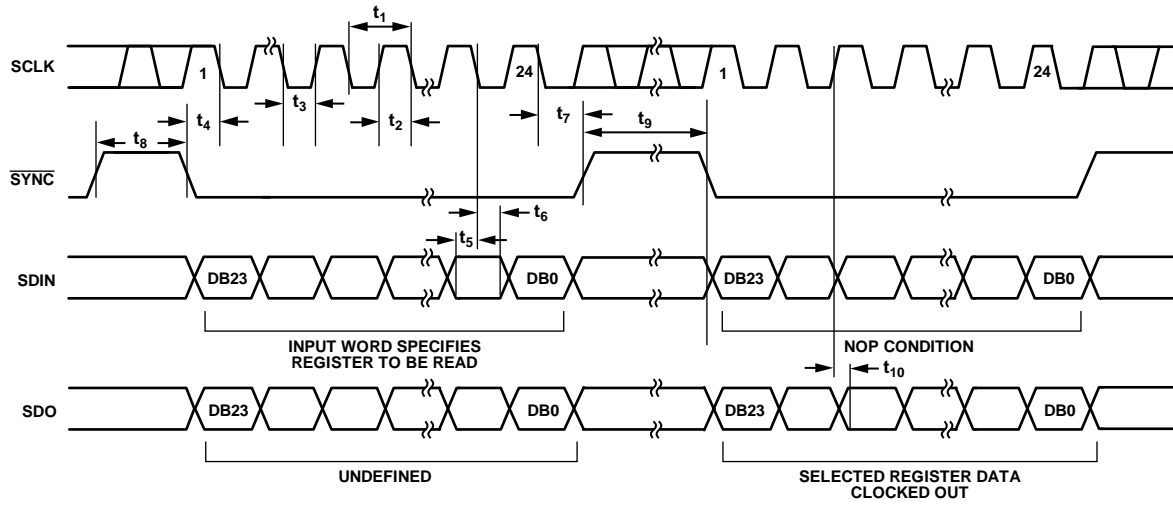 t1
SCLK
1
24
1
24
t3
t4
t2
t7
t9
t8
SYNC
t6
t5
SDIN
DB23
DB0
DB23
DB0
INPUT WORD SPECIFIES
REGISTER TO BE READ
NOP CONDITION
t10
SDO
DB23
DB0
DB23
DB0
UNDEFINED
SELECTED REGISTER DATA
CLOCKED OUT